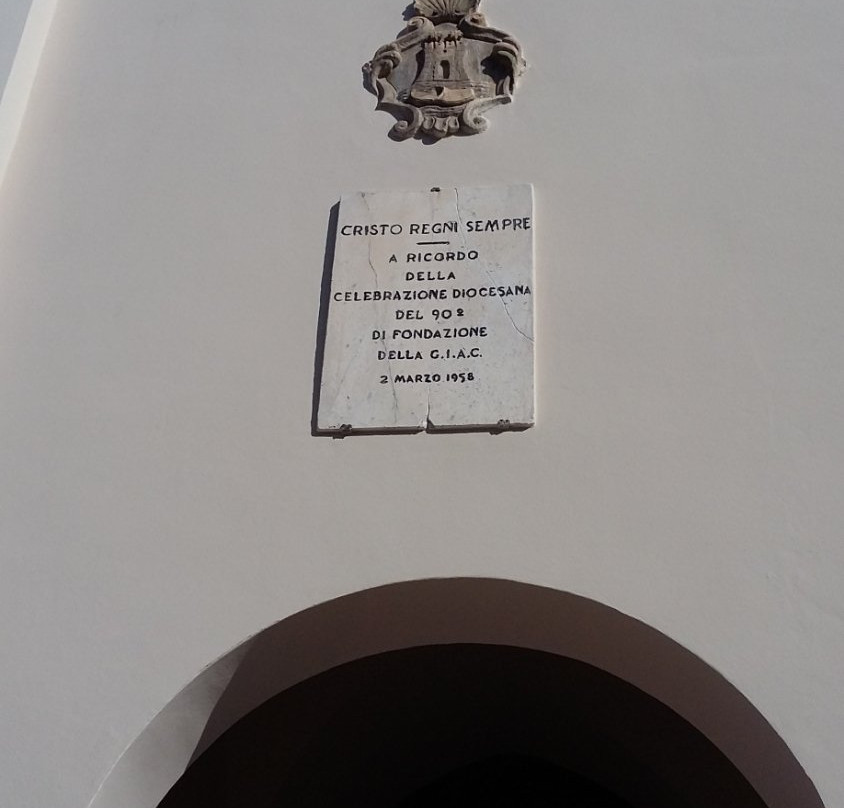 CRISTO REGNI SEMPRE
A RICORDO
DELLA
CELEBRAZIONE DIOCESANA
DEL 90º
DI FONDAZIONE
DELLA G.I.A.C.
2 MARZO 1958